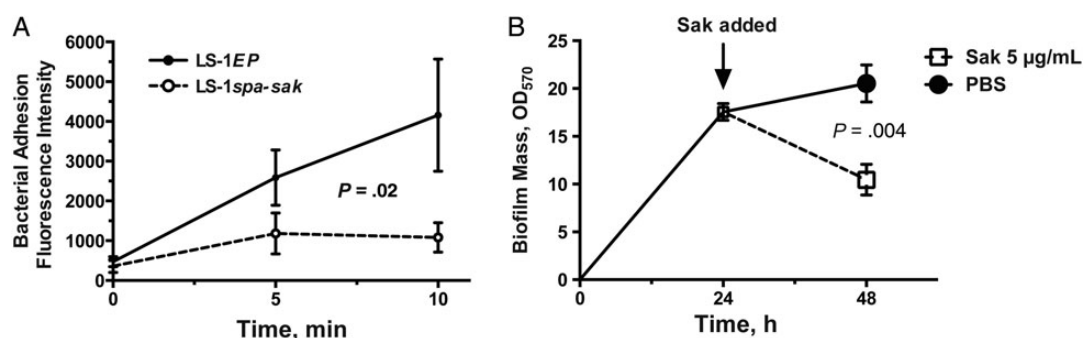 A
6000
5000
4000
3000
2000
1000
0
Bacterial Adhesion
Fluorescence Intensity
LS-1EP
LS-1spa-sak
P = .02
0
5
10
Time, min
B
Sak added
25
20
15
10
5
0
Biofilm Mass, OD570
Sak 5 µg/mL
PBS
P = .004
0
24
48
Time, h